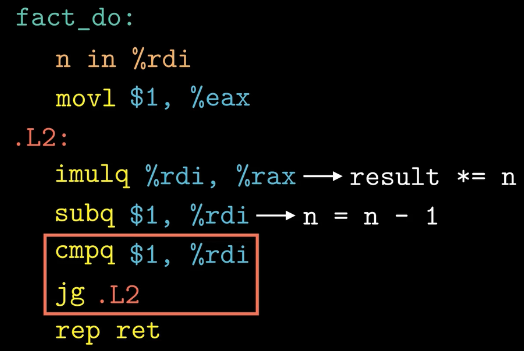 fact_do:
n in %rdi
movl $1, %eax
.L2:
imulq %rdi, %rax → result *= n
subq $1, %rdi → n = n - 1
cmpq $1, %rdi
jg .L2
rep ret